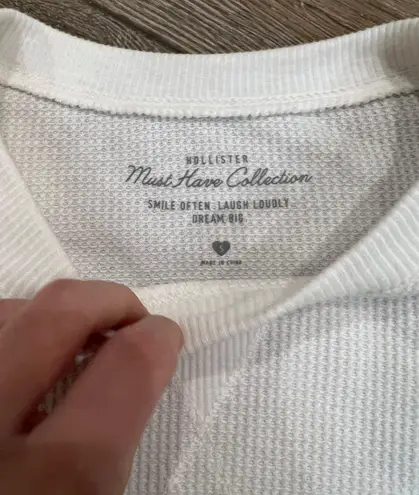 HOLLISTER
Must Have Collection
SMILE OFTEN. LAUGH LOUDLY.
DREAM BIG
MADE IN CHINA